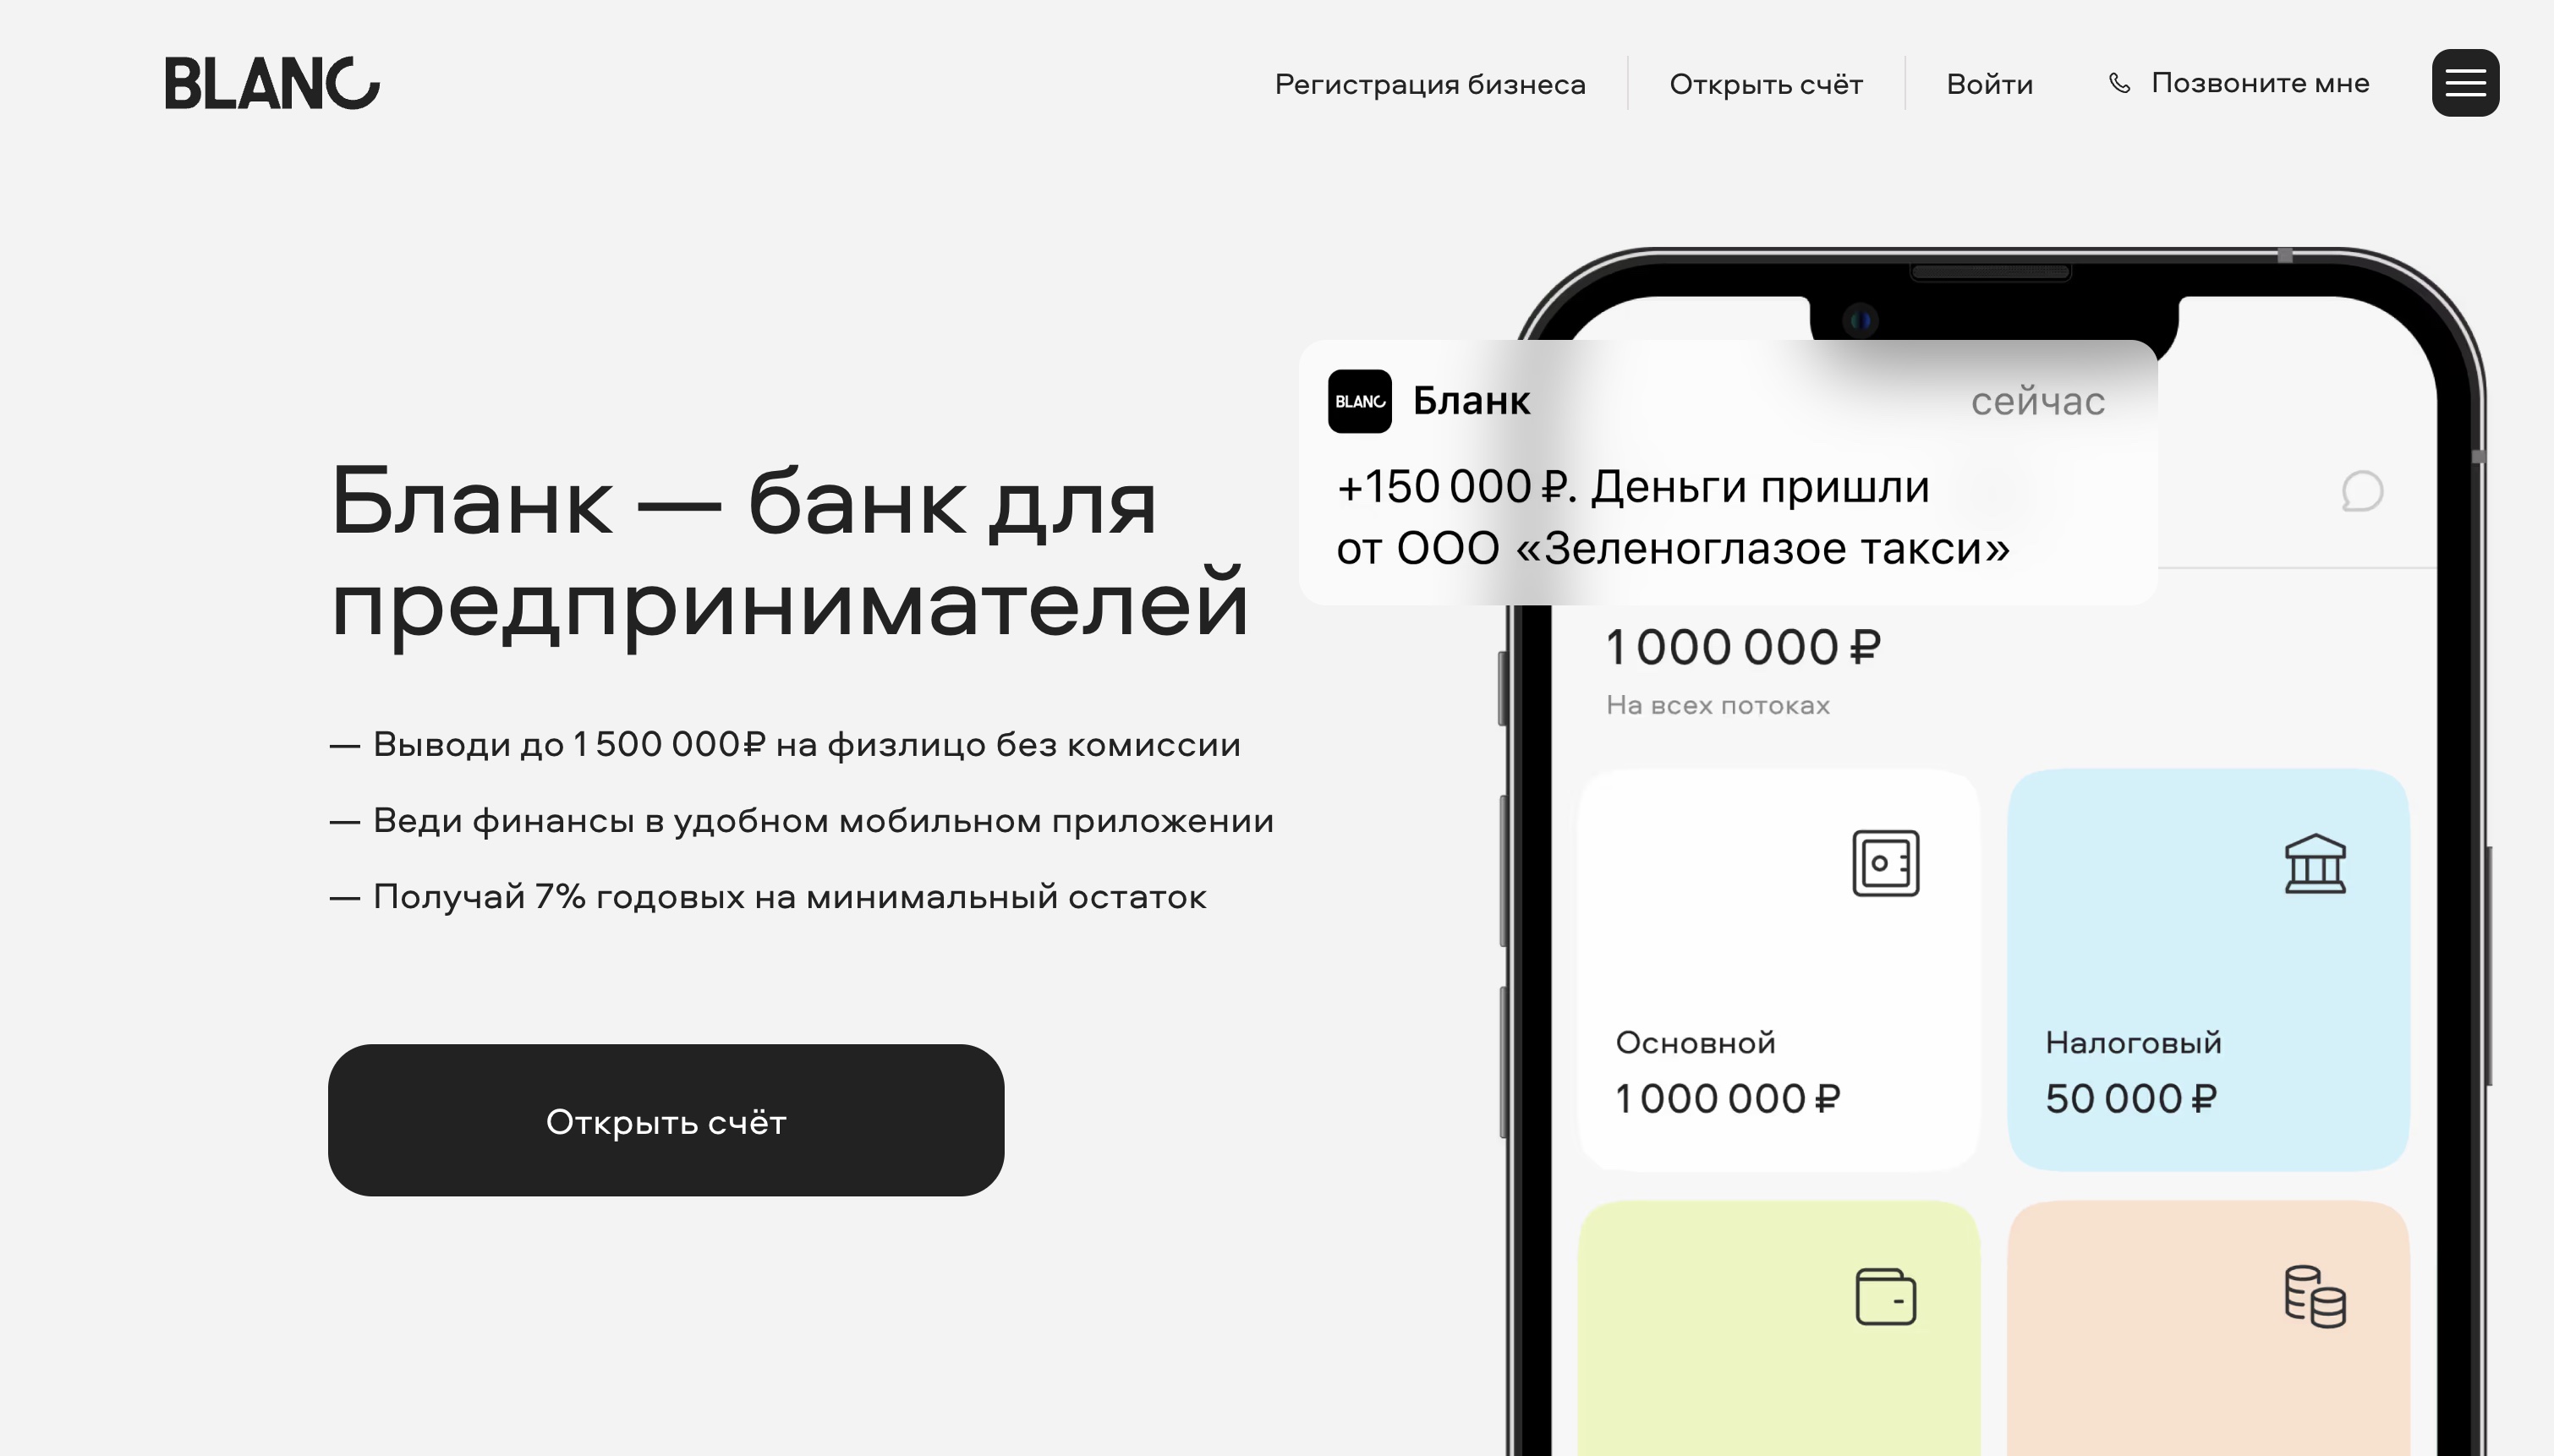 BLANC
Регистрация бизнеса
Открыть счёт
Войти
Позвоните мне
Бланк — банк для
предпринимателей
— Выводи до 1 500 000₽ на физлицо без комиссии
— Веди финансы в удобном мобильном приложении
— Получай 7% годовых на минимальный остаток
Открыть счёт
BLANC
Бланк
сейчас
+150 000 ₽. Деньги пришли
от ООО «Зеленоглазое такси»
1 000 000 ₽
На всех потоках
Основной
1 000 000 ₽
Налоговый
50 000 ₽